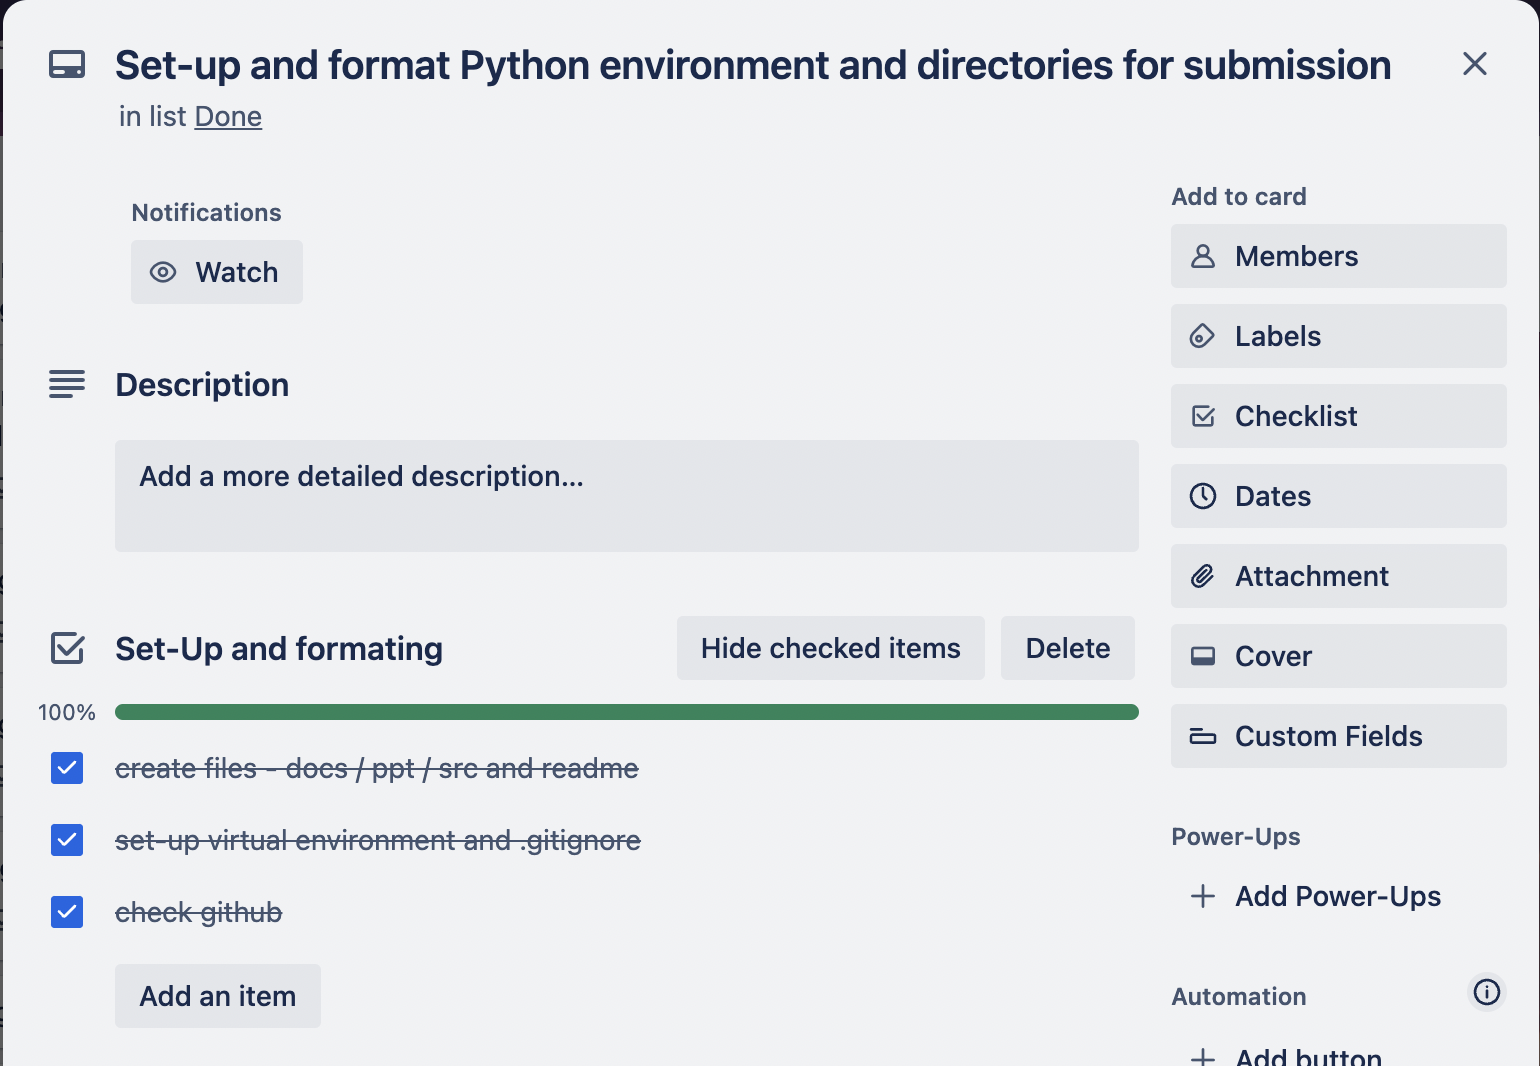 Set-up and format Python environment and directories for submission
in list Done
Notifications
Watch
Description
Add a more detailed description...
Set-Up and formating
Hide checked items
Delete
100%
create files - docs / ppt / src and readme
set-up virtual environment and .gitignore
check github
Add an item
Add to card
Members
Labels
Checklist
Dates
Attachment
Cover
Custom Fields
Power-Ups
Add Power-Ups
Automation
Add button